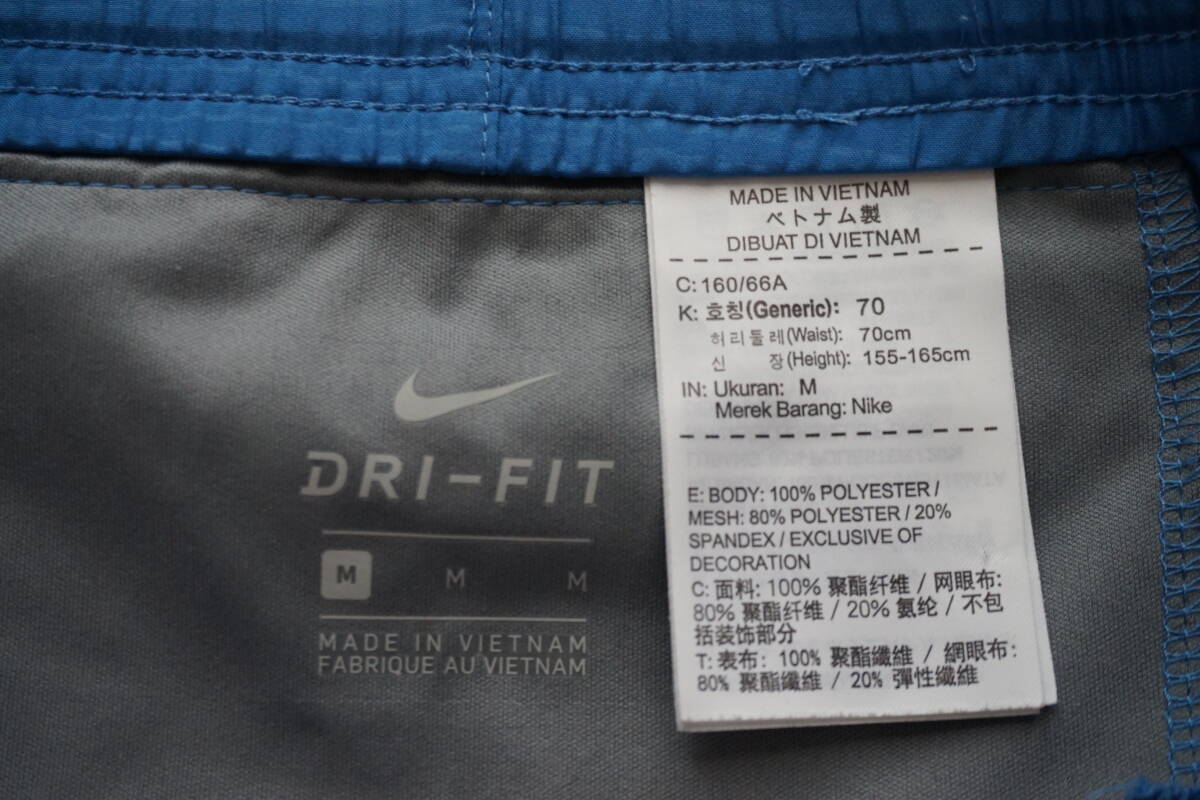 DRI-FIT
M M M
MADE IN VIETNAM
FABRIQUE AU VIETNAM
MADE IN VIETNAM
ベトナム製
DIBUAT DI VIETNAM
C: 160/66A
K: 호칭(Generic): 70
허리둘레(Waist): 70cm
신 장(Height): 155-165cm
IN: Ukuran: M
Merek Barang: Nike
E: BODY: 100% POLYESTER /
MESH: 80% POLYESTER / 20%
SPANDEX / EXCLUSIVE OF
DECORATION
C: 面料: 100% 聚酯纤维 / 网眼布:
80% 聚酯纤维 / 20% 氨纶 / 不包
括装饰部分
T: 表布: 100% 聚酯纖維 / 網眼布:
80% 聚酯纖維 / 20% 彈性纖維